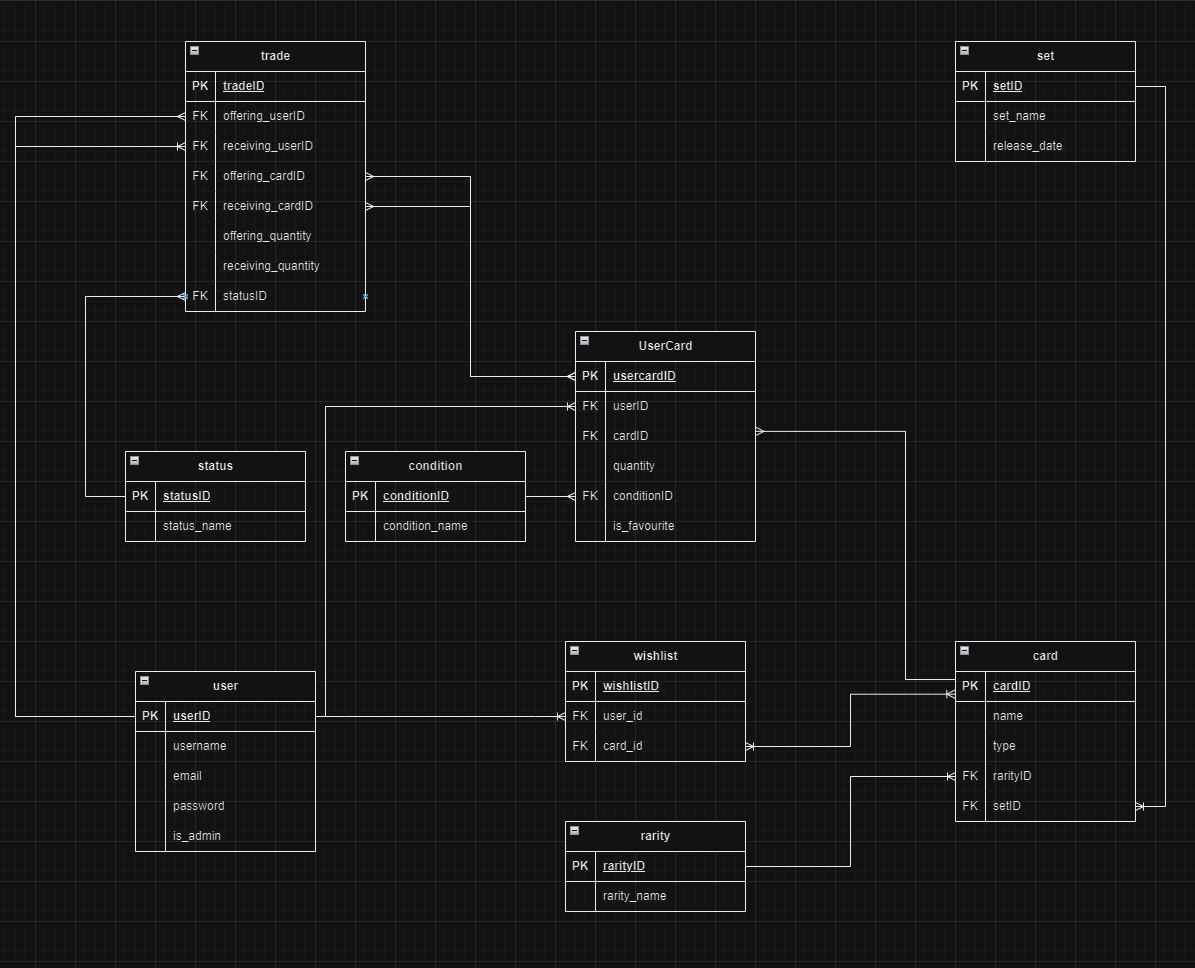 trade
PK tradeID
FK offering_userID
FK receiving_userID
FK offering_cardID
FK receiving_cardID
offering_quantity
receiving_quantity
FK statusID
set
PK setID
set_name
release_date
UserCard
PK usercardID
FK userID
FK cardID
quantity
FK conditionID
is_favourite
status
PK statusID
status_name
condition
PK conditionID
condition_name
user
PK userID
username
email
password
is_admin
wishlist
PK wishlistID
FK user_id
FK card_id
card
PK cardID
name
type
FK rarityID
FK setID
rarity
PK rarityID
rarity_name